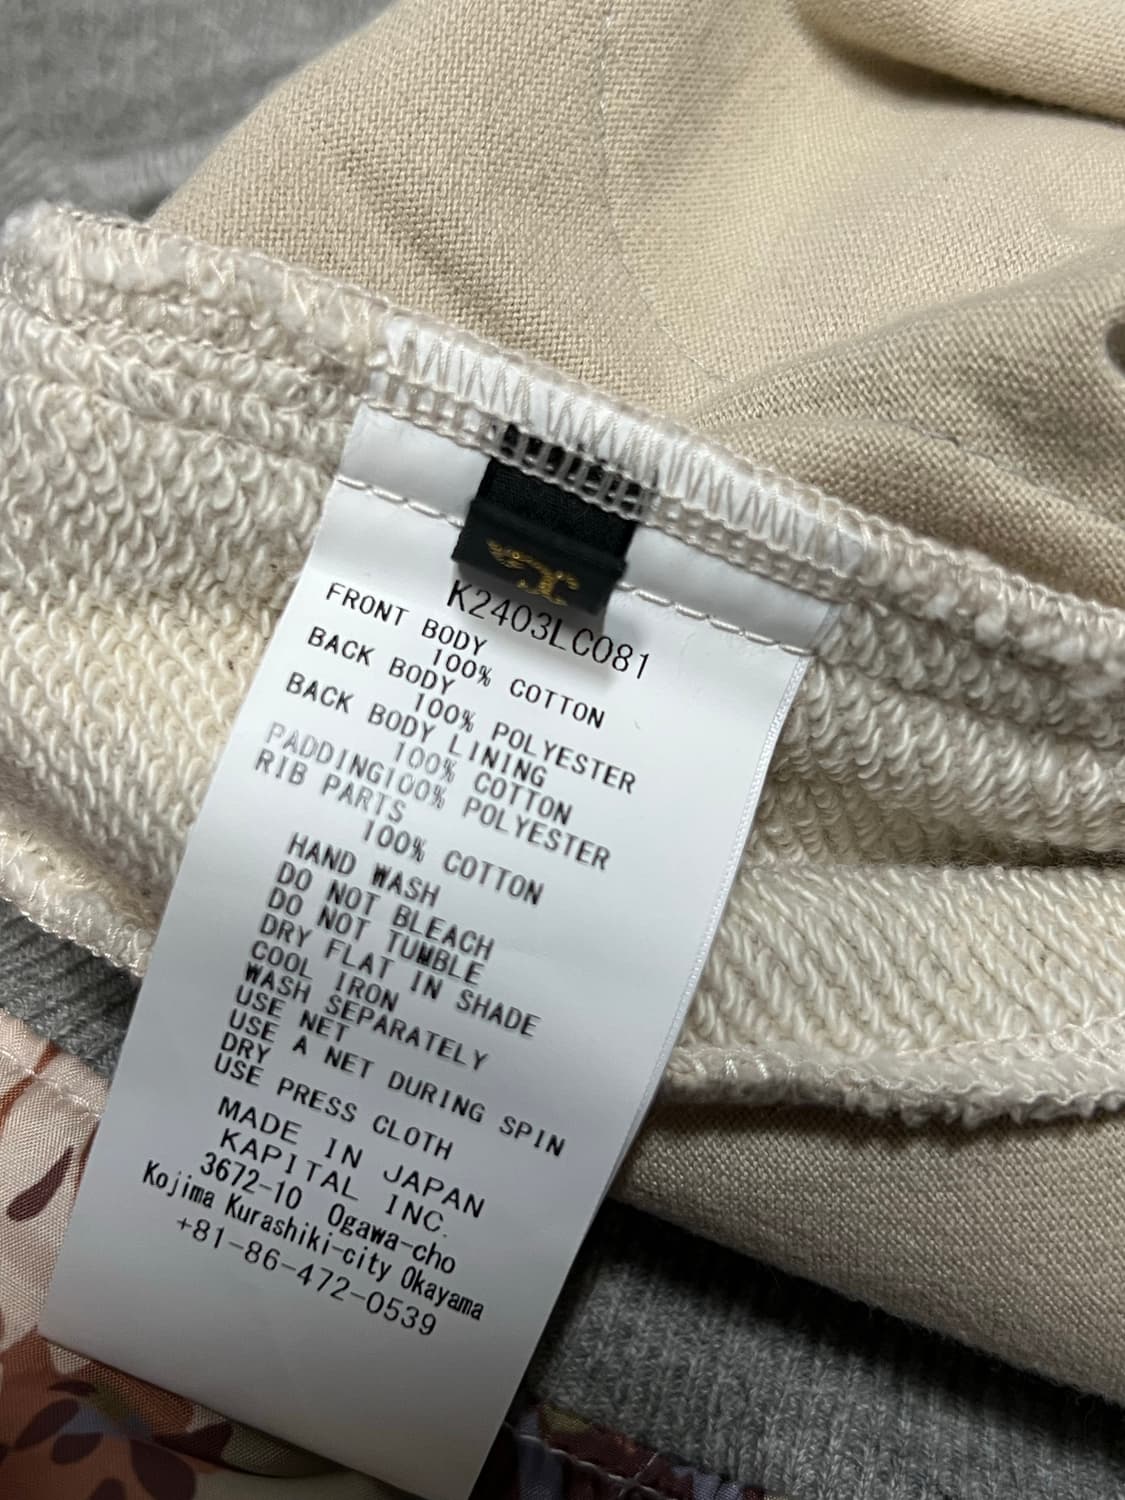 K2403LC081
FRONT BODY
100% COTTON
BACK BODY
100% POLYESTER
BACK BODY LINING
100% COTTON
PADDING100% POLYESTER
RIB PARTS
100% COTTON
HAND WASH
DO NOT BLEACH
DO NOT TUMBLE
DRY FLAT IN SHADE
COOL IRON
WASH SEPARATELY
USE NET
USE A NET DURING SPIN
DRY
USE PRESS CLOTH
MADE IN JAPAN
KAPITAL INC.
3672-10 Ogawa-cho
Kojima Kurashiki-city Okayama
+81-86-472-0539